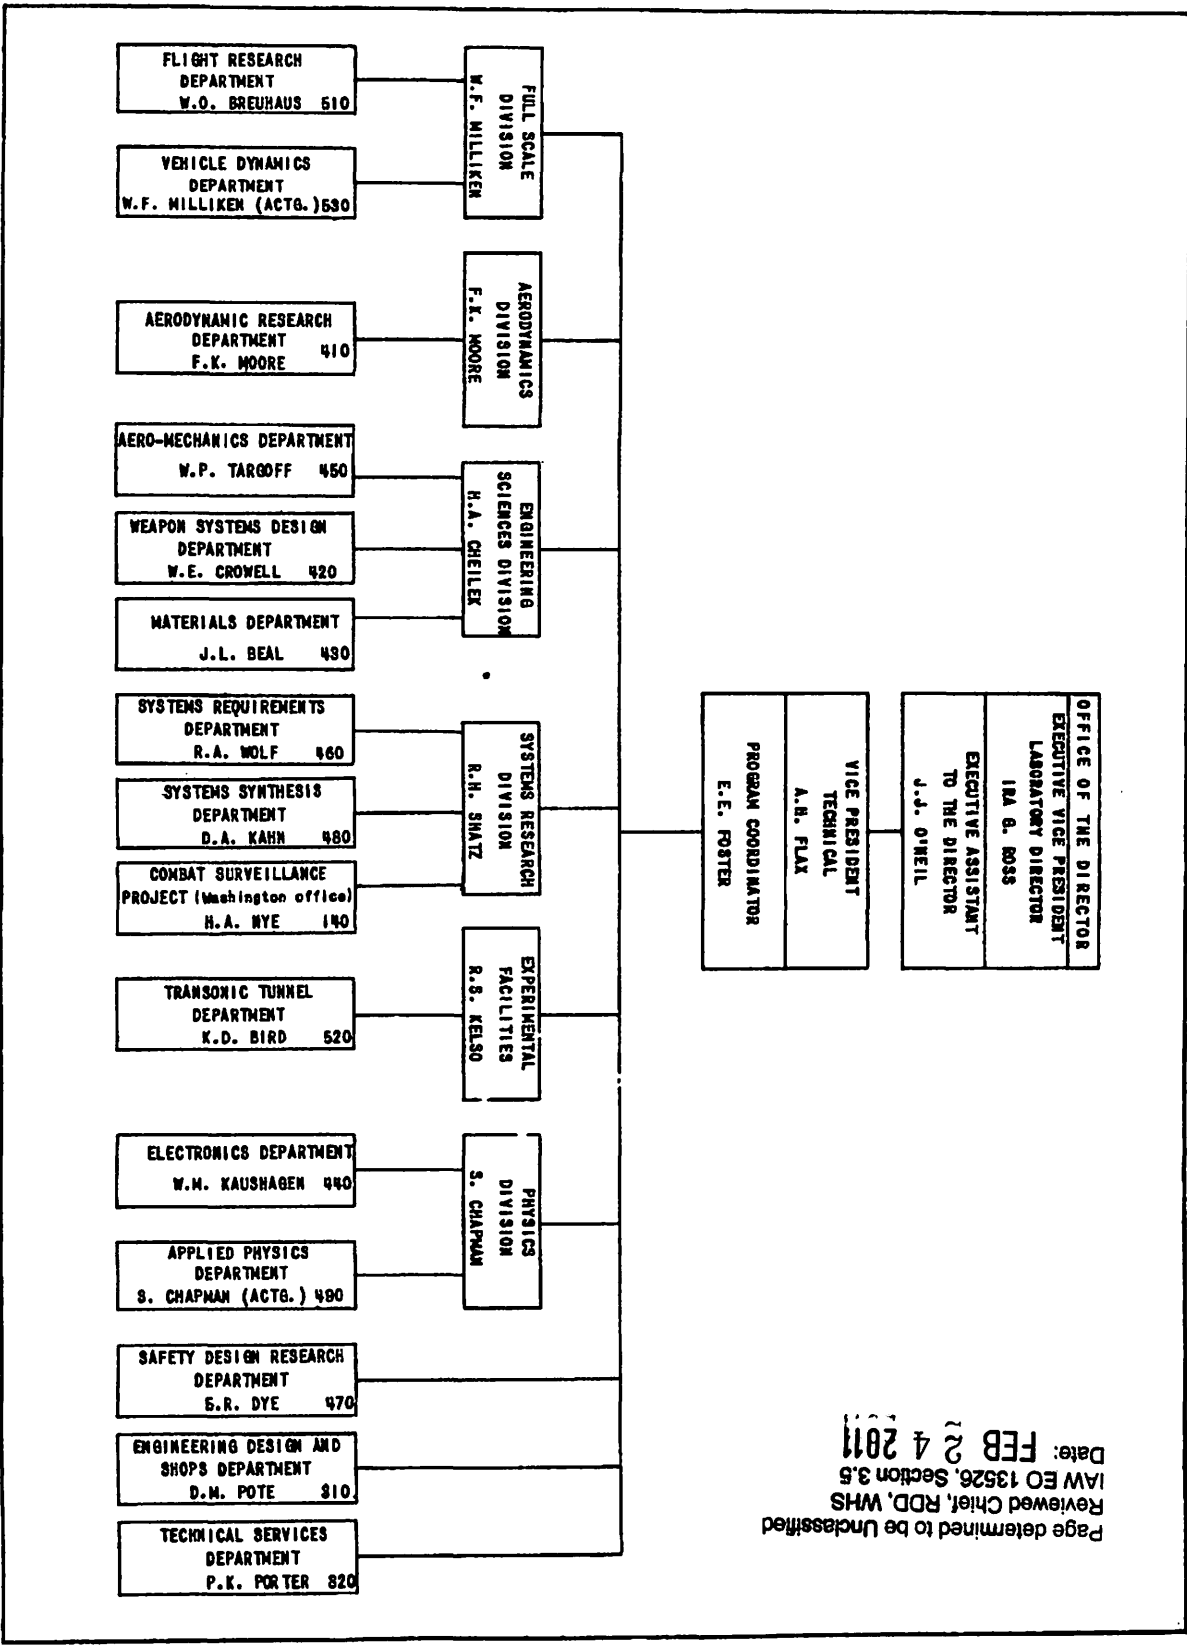 OFFICE OF THE DIRECTOR
EXECUTIVE VICE PRESIDENT
LABORATORY DIRECTOR
IRA G. ROSS
EXECUTIVE ASSISTANT
TO THE DIRECTOR
J.J. O'NEIL
VICE PRESIDENT
TECHNICAL
A.H. FLAX
PROGRAM COORDINATOR
E.E. FOSTER
FULL SCALE
DIVISION
W.F. MILLIKEN
FLIGHT RESEARCH
DEPARTMENT
W.O. BREUHAUS 510
VEHICLE DYNAMICS
DEPARTMENT
W.F. MILLIKEN (ACTG.) 530
AERODYNAMICS
DIVISION
F.K. MOORE
AERODYNAMIC RESEARCH
DEPARTMENT
F.K. MOORE 410
ENGINEERING
SCIENCES DIVISION
H.A. CHEILEK
AERO-MECHANICS DEPARTMENT
W.P. TARGOFF 450
WEAPON SYSTEMS DESIGN
DEPARTMENT
W.E. CROWELL 420
MATERIALS DEPARTMENT
J.L. BEAL 430
SYSTEMS RESEARCH
DIVISION
R.H. SHATZ
SYSTEMS REQUIREMENTS
DEPARTMENT
R.A. WOLF 460
SYSTEMS SYNTHESIS
DEPARTMENT
D.A. KAHN 480
COMBAT SURVEILLANCE
PROJECT (Washington office)
H.A. NYE 140
EXPERIMENTAL
FACILITIES
R.S. KELSO
TRANSONIC TUNNEL
DEPARTMENT
K.D. BIRD 520
PHYSICS
DIVISION
S. CHAPMAN
ELECTRONICS DEPARTMENT
W.M. KAUSHAGEN 440
APPLIED PHYSICS
DEPARTMENT
S. CHAPMAN (ACTG.) 490
SAFETY DESIGN RESEARCH
DEPARTMENT
E.R. DYE 470
ENGINEERING DESIGN AND
SHOPS DEPARTMENT
D.M. POTE 810
TECHNICAL SERVICES
DEPARTMENT
P.K. PORTER 820
Page determined to be Unclassified
Reviewed Chief, RDD, WHS
IAW EO 13526, Section 3.5
Date: FEB 2 4 2011